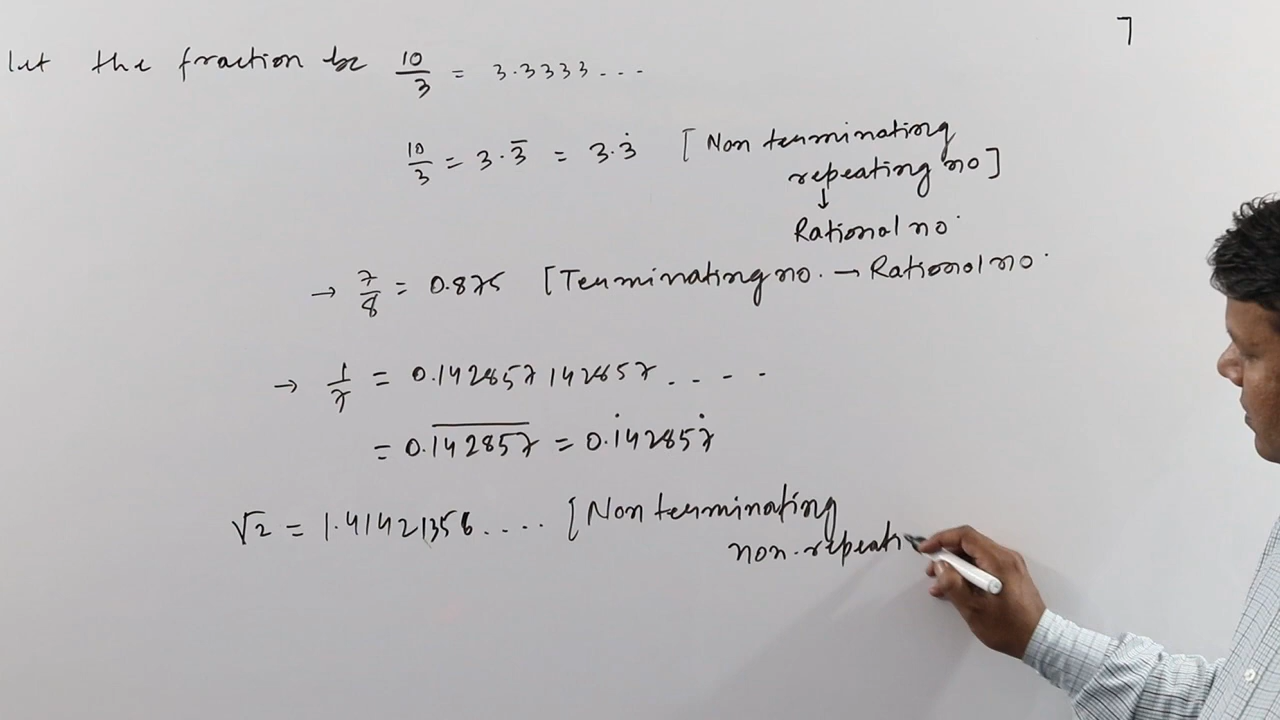 7
Let the fraction be 10/3 = 3.3333...
10/3 = 3.3̅ = 3.3̇ [Non terminating
repeating no]
↓
Rational no.
→ 7/8 = 0.875 [Terminating no. → Rational no.
→ 1/7 = 0.142857142857....
= 0.1̅4̅2̅8̅5̅7̅ = 0.1̇42857̇
√2 = 1.41421356.... [Non terminating
non-repeati